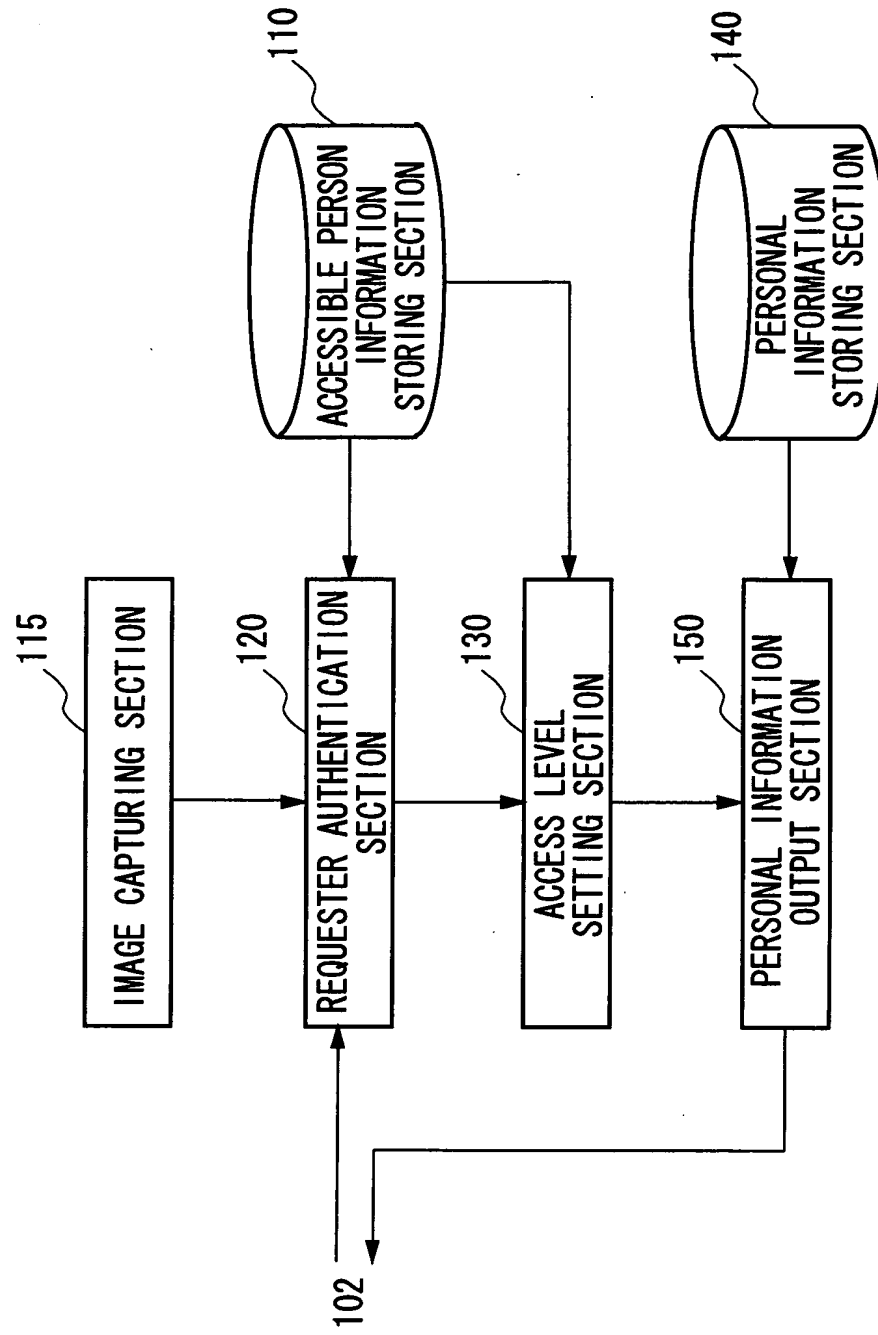 115
IMAGE CAPTURING SECTION
110
ACCESSIBLE PERSON
INFORMATION
STORING SECTION
120
REQUESTER AUTHENTICATION
SECTION
102
130
ACCESS LEVEL
SETTING SECTION
140
PERSONAL
INFORMATION
STORING SECTION
150
PERSONAL INFORMATION
OUTPUT SECTION